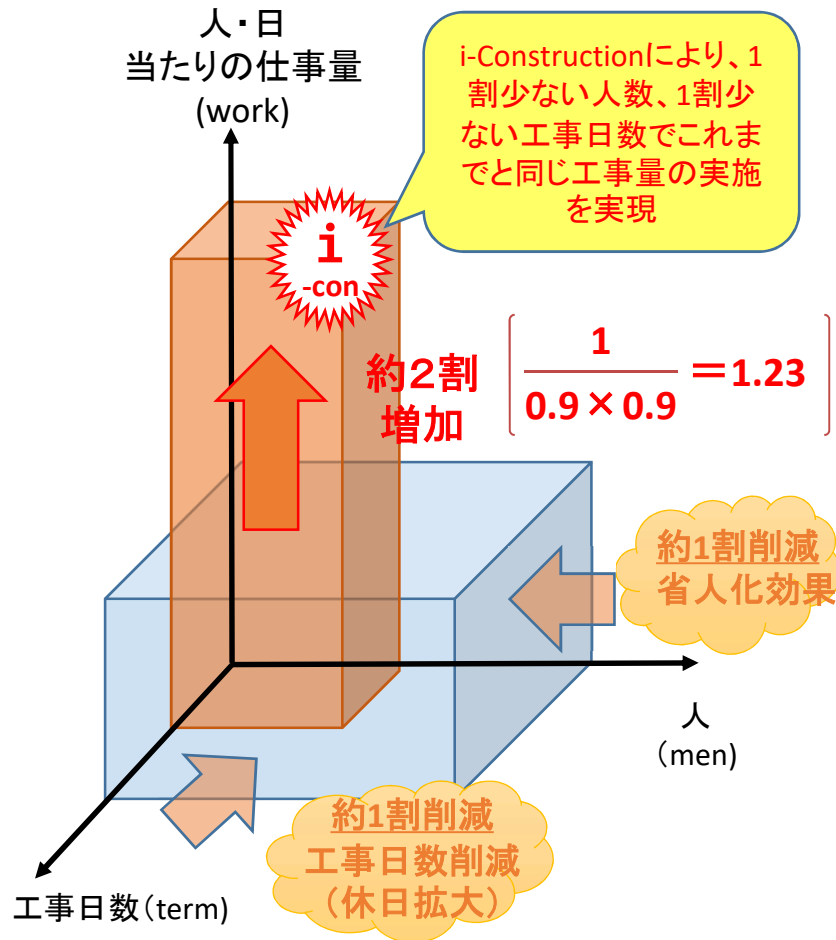 人・日
当たりの仕事量
(work)
i-Constructionにより、1
割少ない人数、1割少
ない工事日数でこれま
でと同じ工事量の実施
を実現
i
-con
約２割
増加
1
0.9×0.9
＝1.23
約1割削減
省人化効果
人
（men)
約1割削減
工事日数削減
（休日拡大）
工事日数（term)